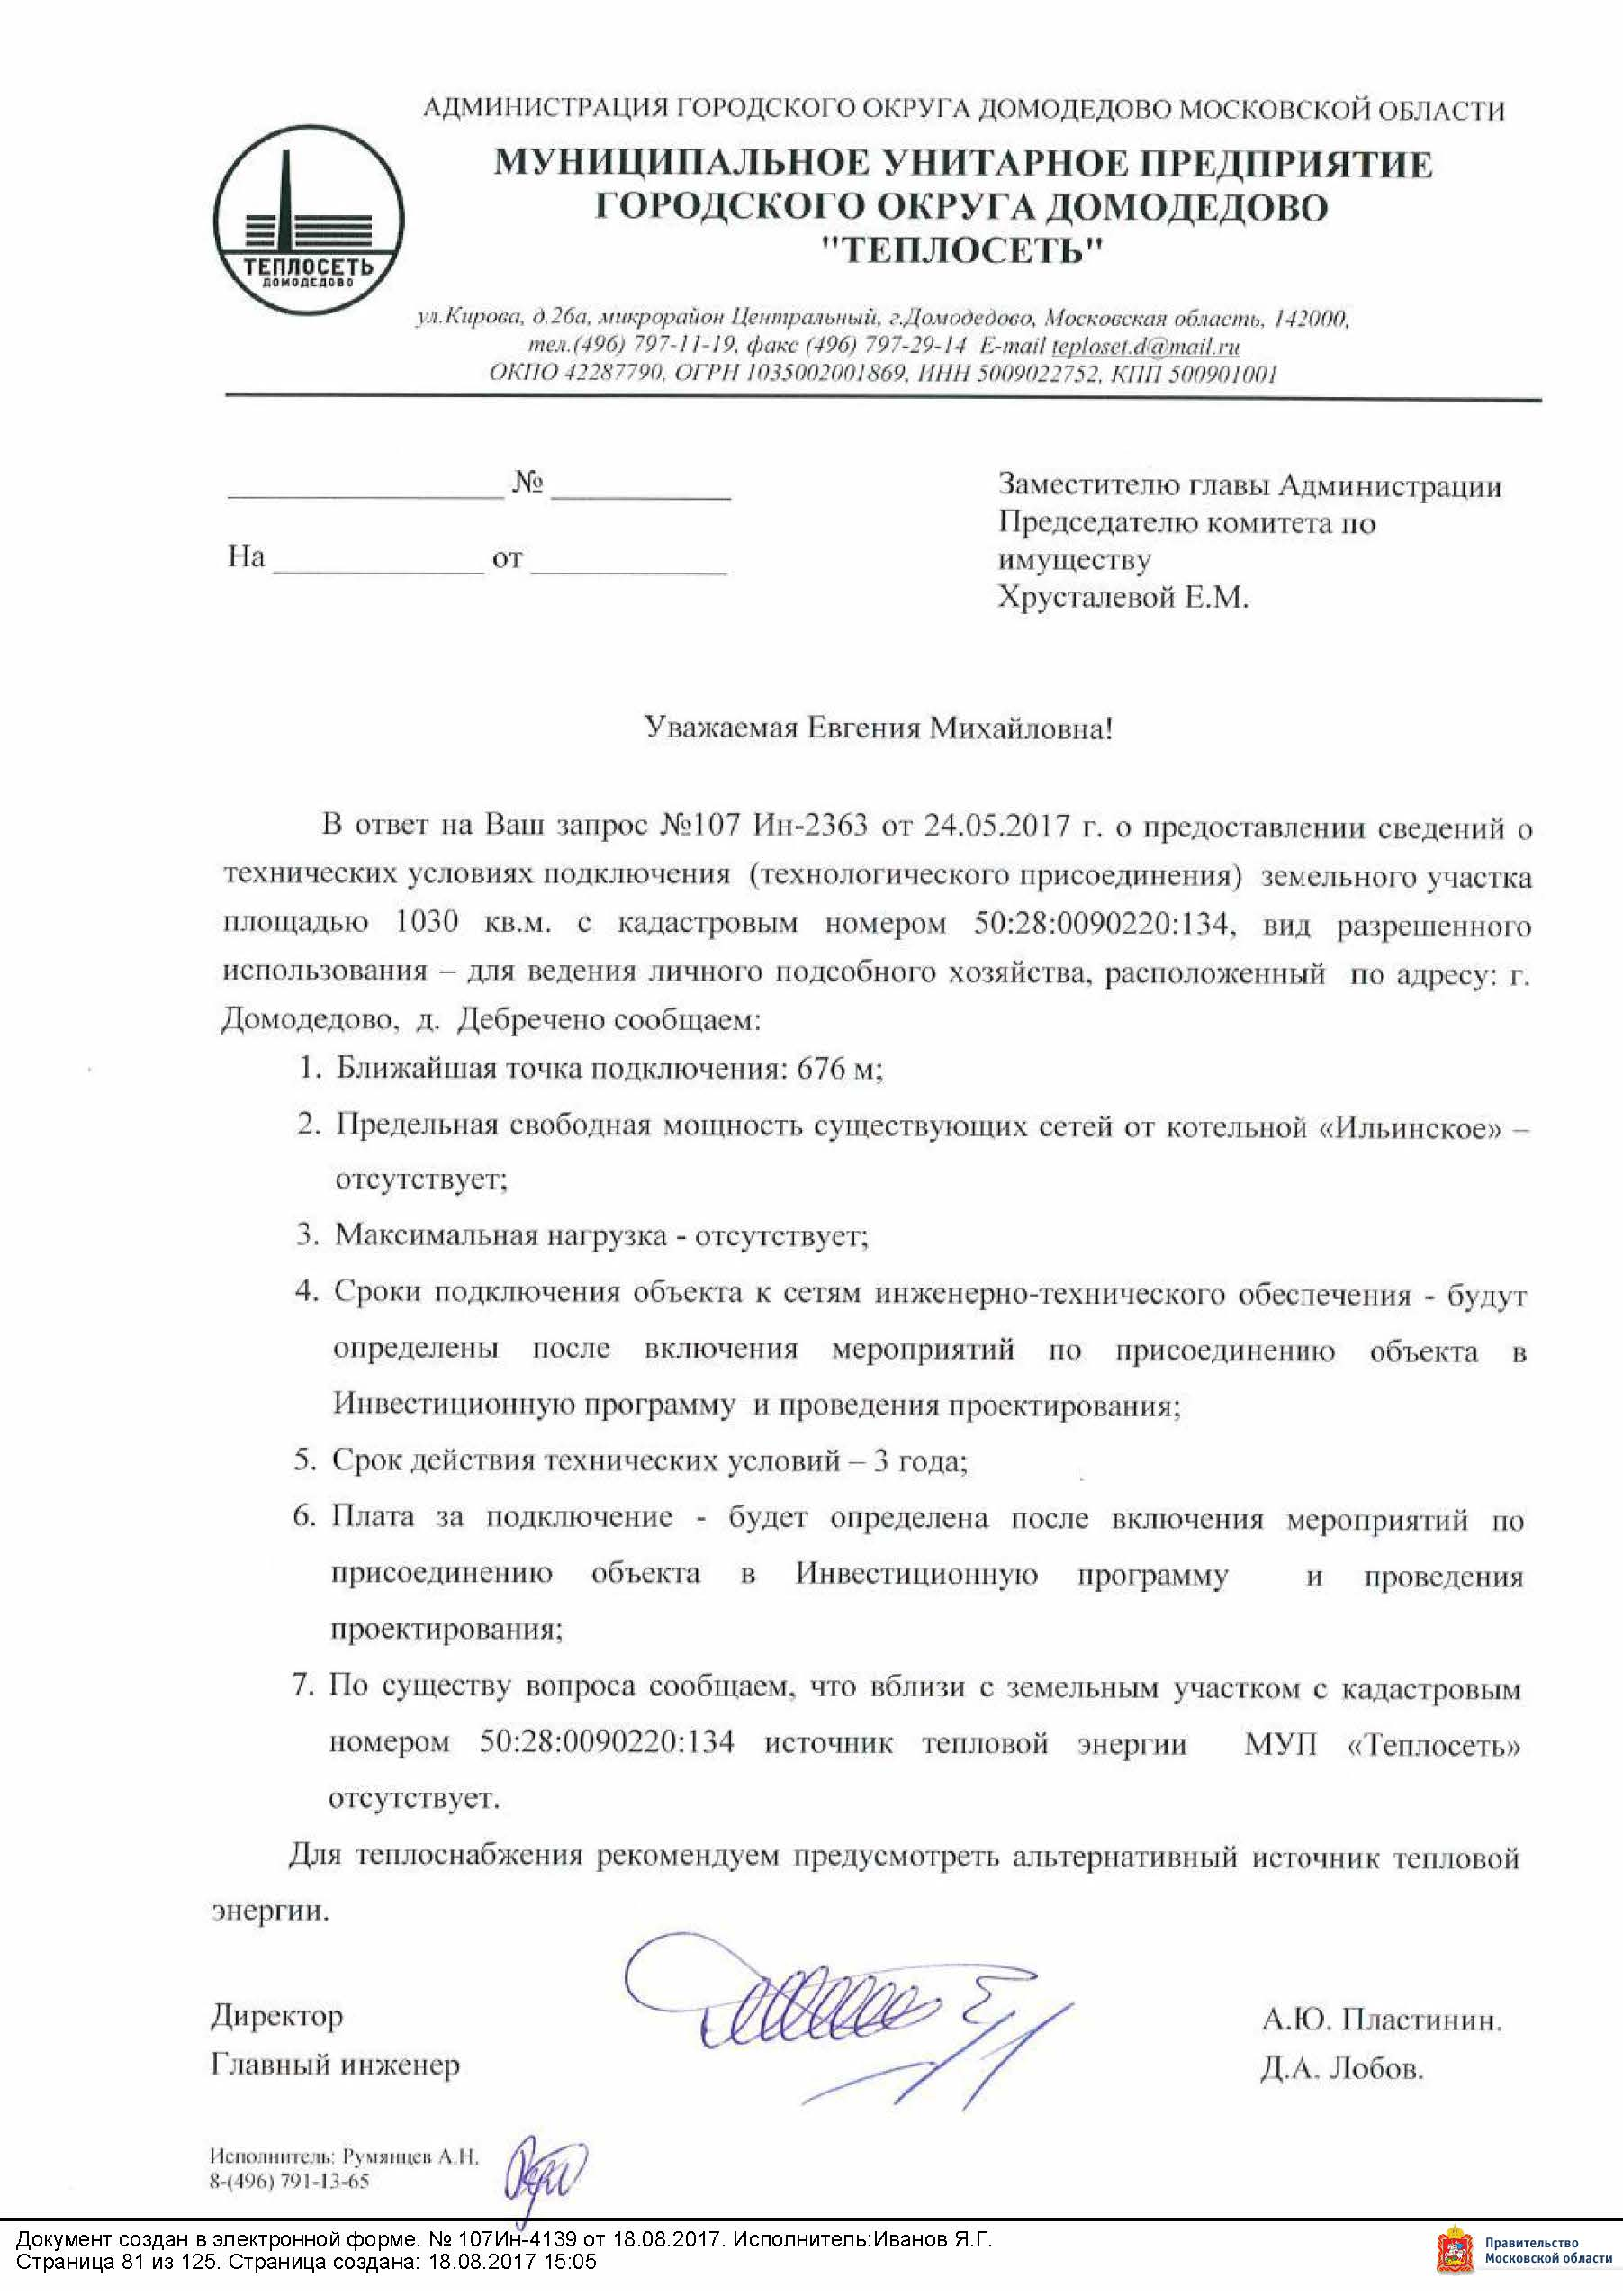 АДМИНИСТРАЦИЯ ГОРОДСКОГО ОКРУГА ДОМОДЕДОВО МОСКОВСКОЙ ОБЛАСТИ
МУНИЦИПАЛЬНОЕ УНИТАРНОЕ ПРЕДПРИЯТИЕ
ГОРОДСКОГО ОКРУГА ДОМОДЕДОВО
"ТЕПЛОСЕТЬ"
ТЕПЛОСЕТЬ
ДОМОДЕДОВО
ул.Кирова, д.26а, микрорайон Центральный, г.Домодедово, Московская область, 142000,
тел.(496) 797-11-19, факс (496) 797-29-14 E-mail teploset.d@mail.ru
ОКПО 42287790, ОГРН 1035002001869, ИНН 5009022752, КПП 500901001
№
На от
Заместителю главы Администрации
Председателю комитета по
имуществу
Хрусталевой Е.М.
Уважаемая Евгения Михайловна!
В ответ на Ваш запрос №107 Ин-2363 от 24.05.2017 г. о предоставлении сведений о
технических условиях подключения (технологического присоединения) земельного участка
площадью 1030 кв.м. с кадастровым номером 50:28:0090220:134, вид разрешенного
использования – для ведения личного подсобного хозяйства, расположенный по адресу: г.
Домодедово, д. Дебречено сообщаем:
1. Ближайшая точка подключения: 676 м;
2. Предельная свободная мощность существующих сетей от котельной «Ильинское» –
отсутствует;
3. Максимальная нагрузка - отсутствует;
4. Сроки подключения объекта к сетям инженерно-технического обеспечения - будут
определены после включения мероприятий по присоединению объекта в
Инвестиционную программу и проведения проектирования;
5. Срок действия технических условий – 3 года;
6. Плата за подключение - будет определена после включения мероприятий по
присоединению объекта в Инвестиционную программу и проведения
проектирования;
7. По существу вопроса сообщаем, что вблизи с земельным участком с кадастровым
номером 50:28:0090220:134 источник тепловой энергии МУП «Теплосеть»
отсутствует.
Для теплоснабжения рекомендуем предусмотреть альтернативный источник тепловой
энергии.
Директор А.Ю. Пластинин.
Главный инженер Д.А. Лобов.
Исполнитель: Румянцев А.Н.
8-(496) 791-13-65
Документ создан в электронной форме. № 107Ин-4139 от 18.08.2017. Исполнитель:Иванов Я.Г.
Страница 81 из 125. Страница создана: 18.08.2017 15:05
Правительство
Московской области